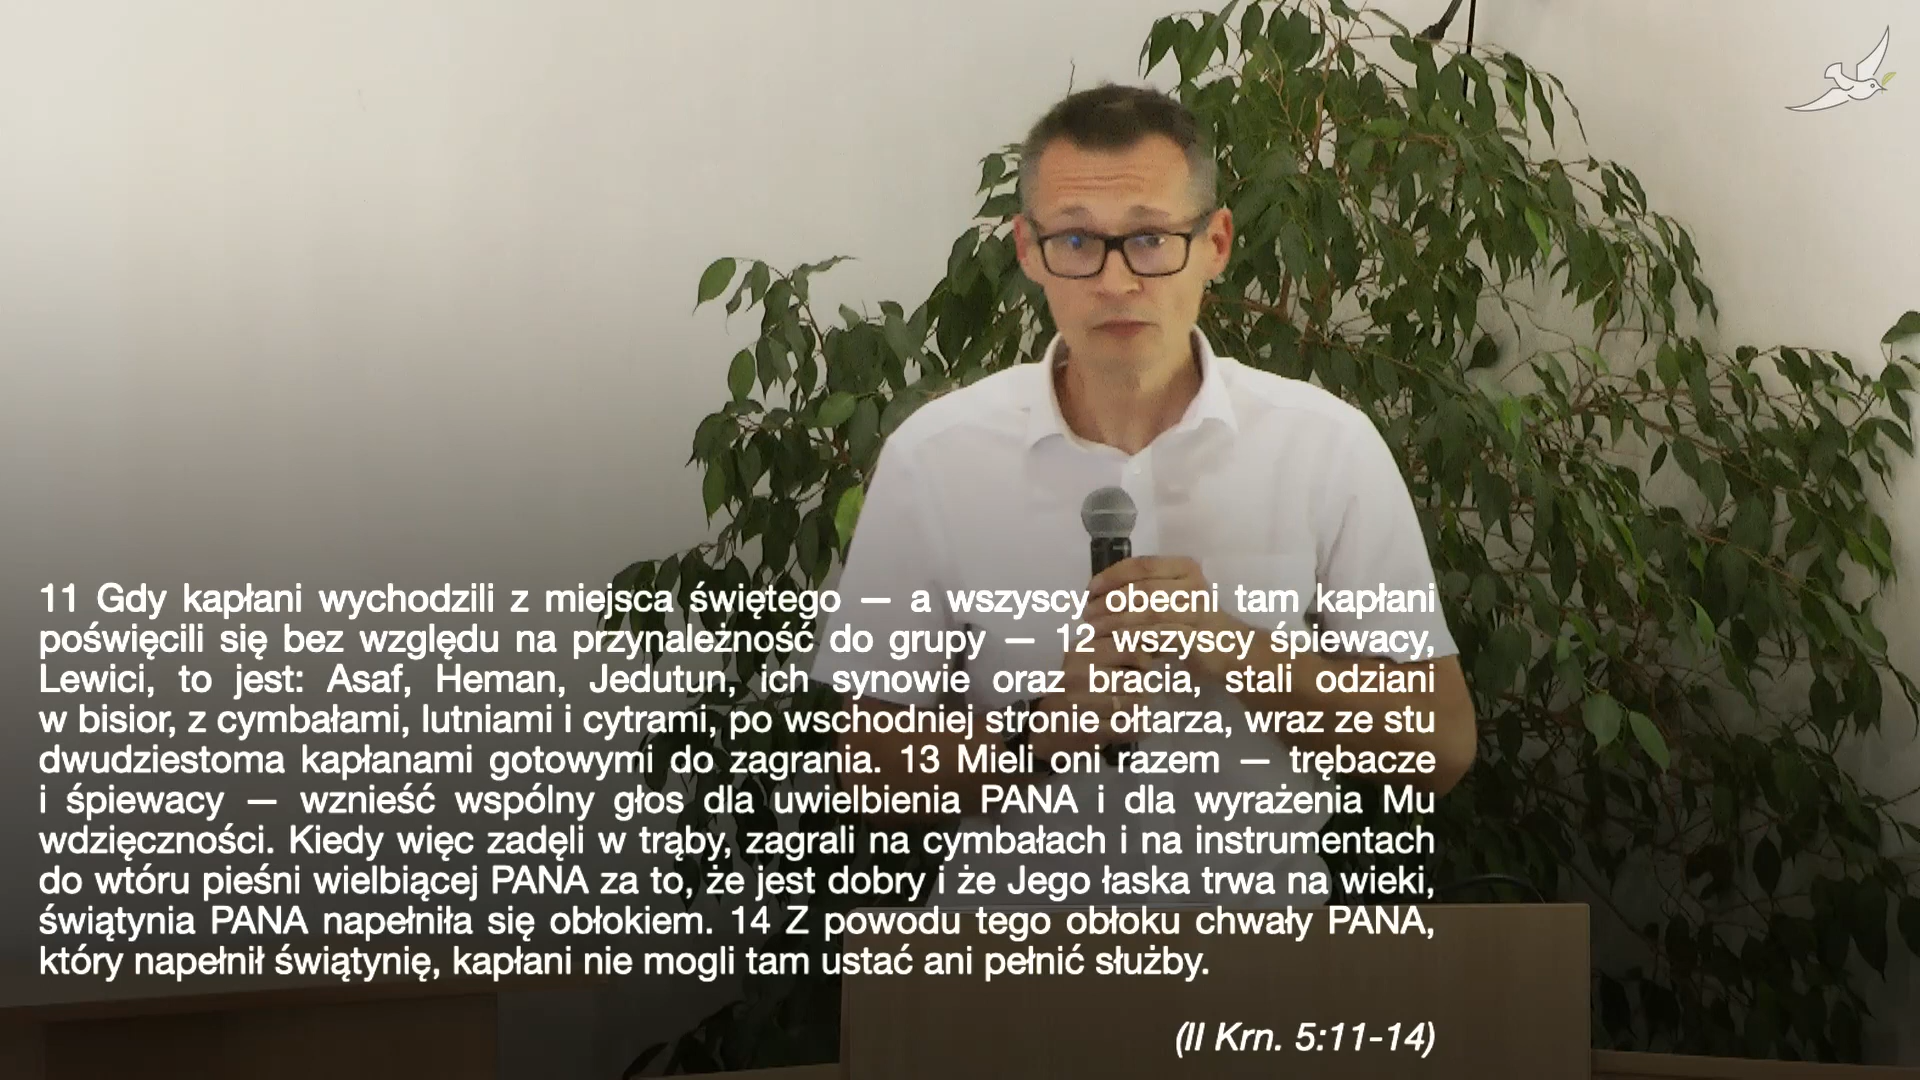 11 Gdy kapłani wychodzili z miejsca świętego — a wszyscy obecni tam kapłani
poświęcili się bez względu na przynależność do grupy — 12 wszyscy śpiewacy,
Lewici, to jest: Asaf, Heman, Jedutun, ich synowie oraz bracia, stali odziani
w bisior, z cymbałami, lutniami i cytrami, po wschodniej stronie ołtarza, wraz ze stu
dwudziestoma kapłanami gotowymi do zagrania. 13 Mieli oni razem — trębacze
i śpiewacy — wznieść wspólny głos dla uwielbienia PANA i dla wyrażenia Mu
wdzięczności. Kiedy więc zadęli w trąby, zagrali na cymbałach i na instrumentach
do wtóru pieśni wielbiącej PANA za to, że jest dobry i że Jego łaska trwa na wieki,
świątynia PANA napełniła się obłokiem. 14 Z powodu tego obłoku chwały PANA,
który napełnił świątynię, kapłani nie mogli tam ustać ani pełnić służby.
(II Krn. 5:11-14)